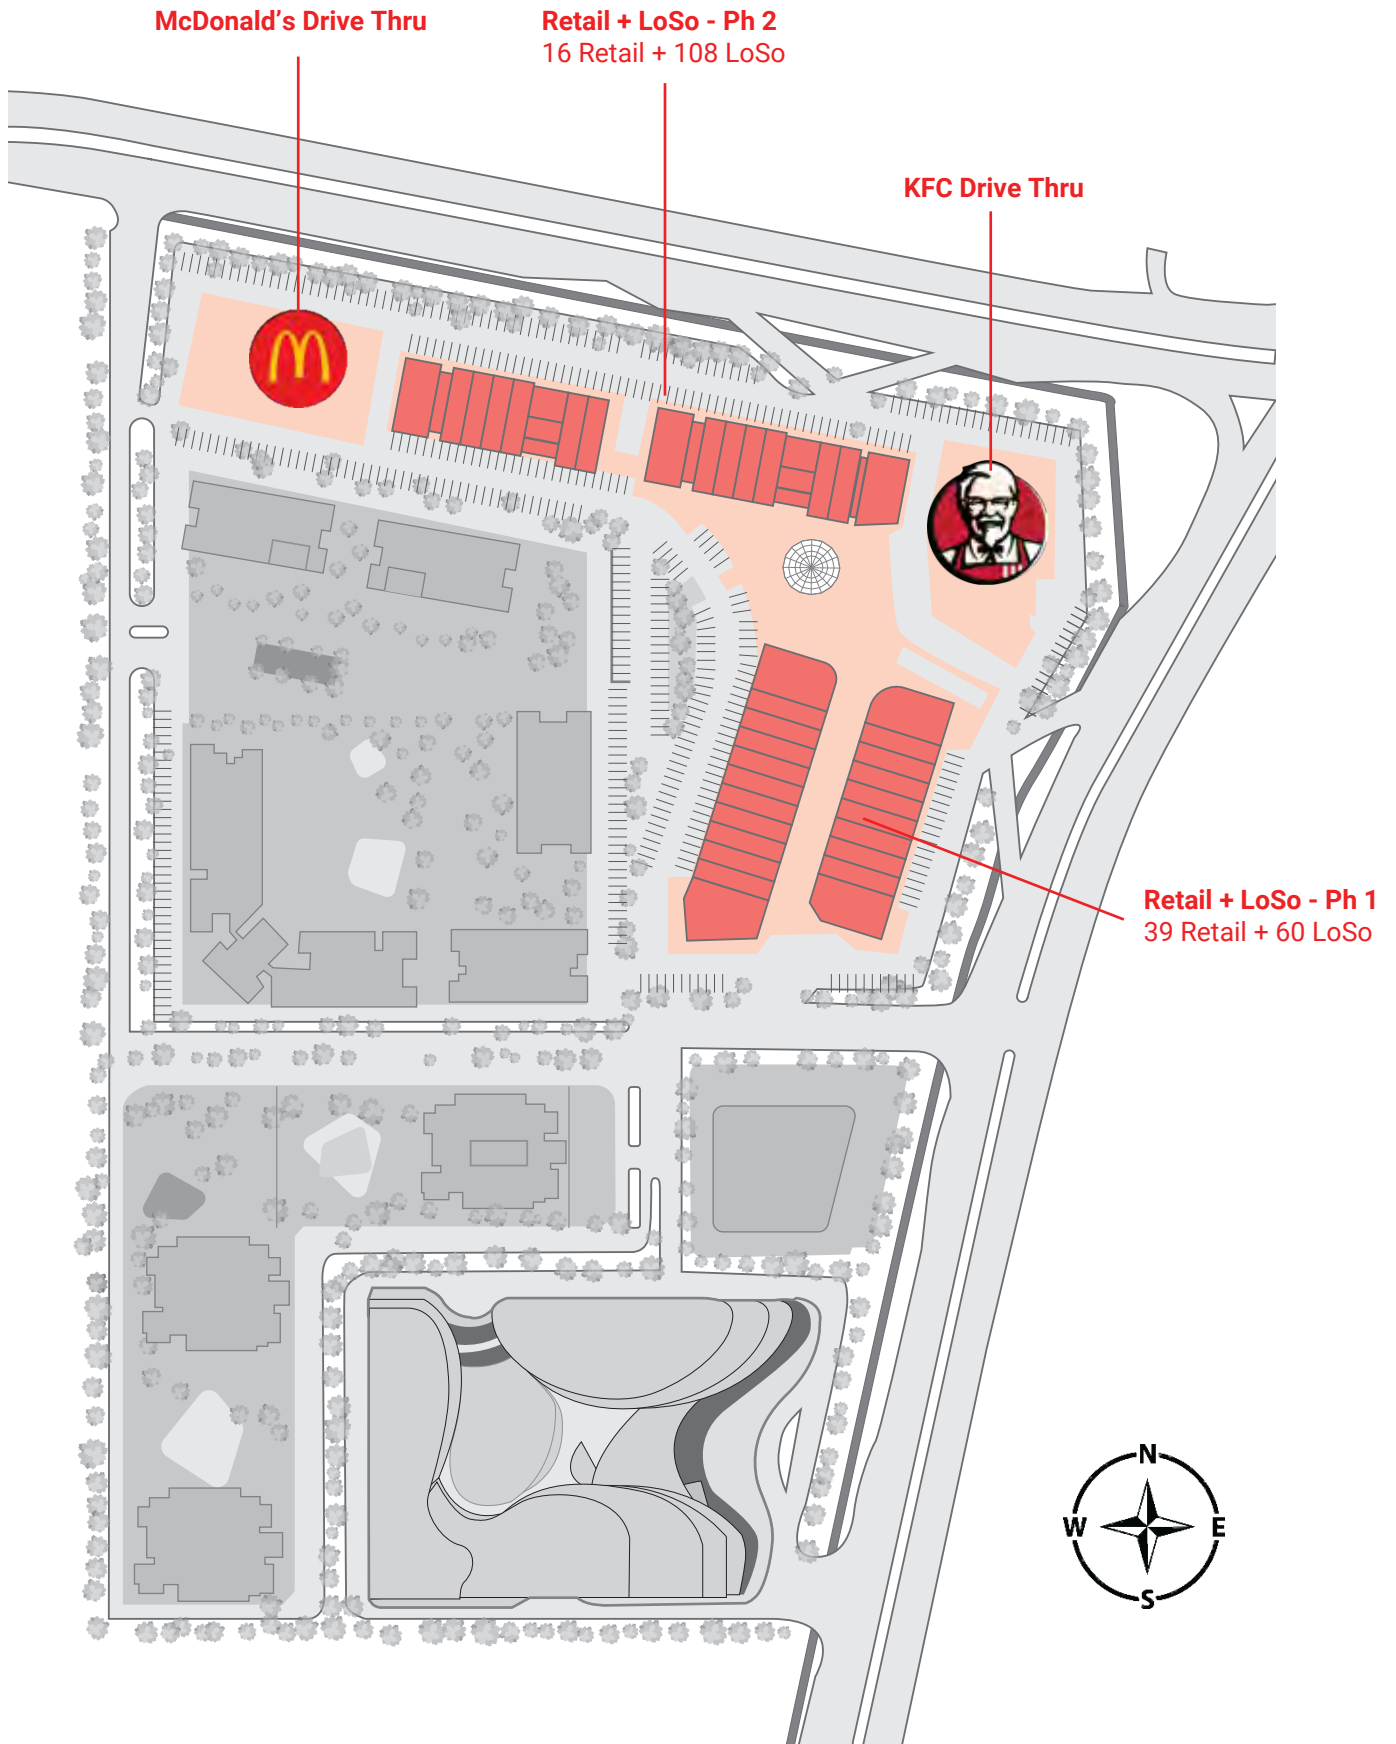 McDonald’s Drive Thru
Retail + LoSo - Ph 2
16 Retail + 108 LoSo
KFC Drive Thru
Retail + LoSo - Ph 1
39 Retail + 60 LoSo
N
W
E
S